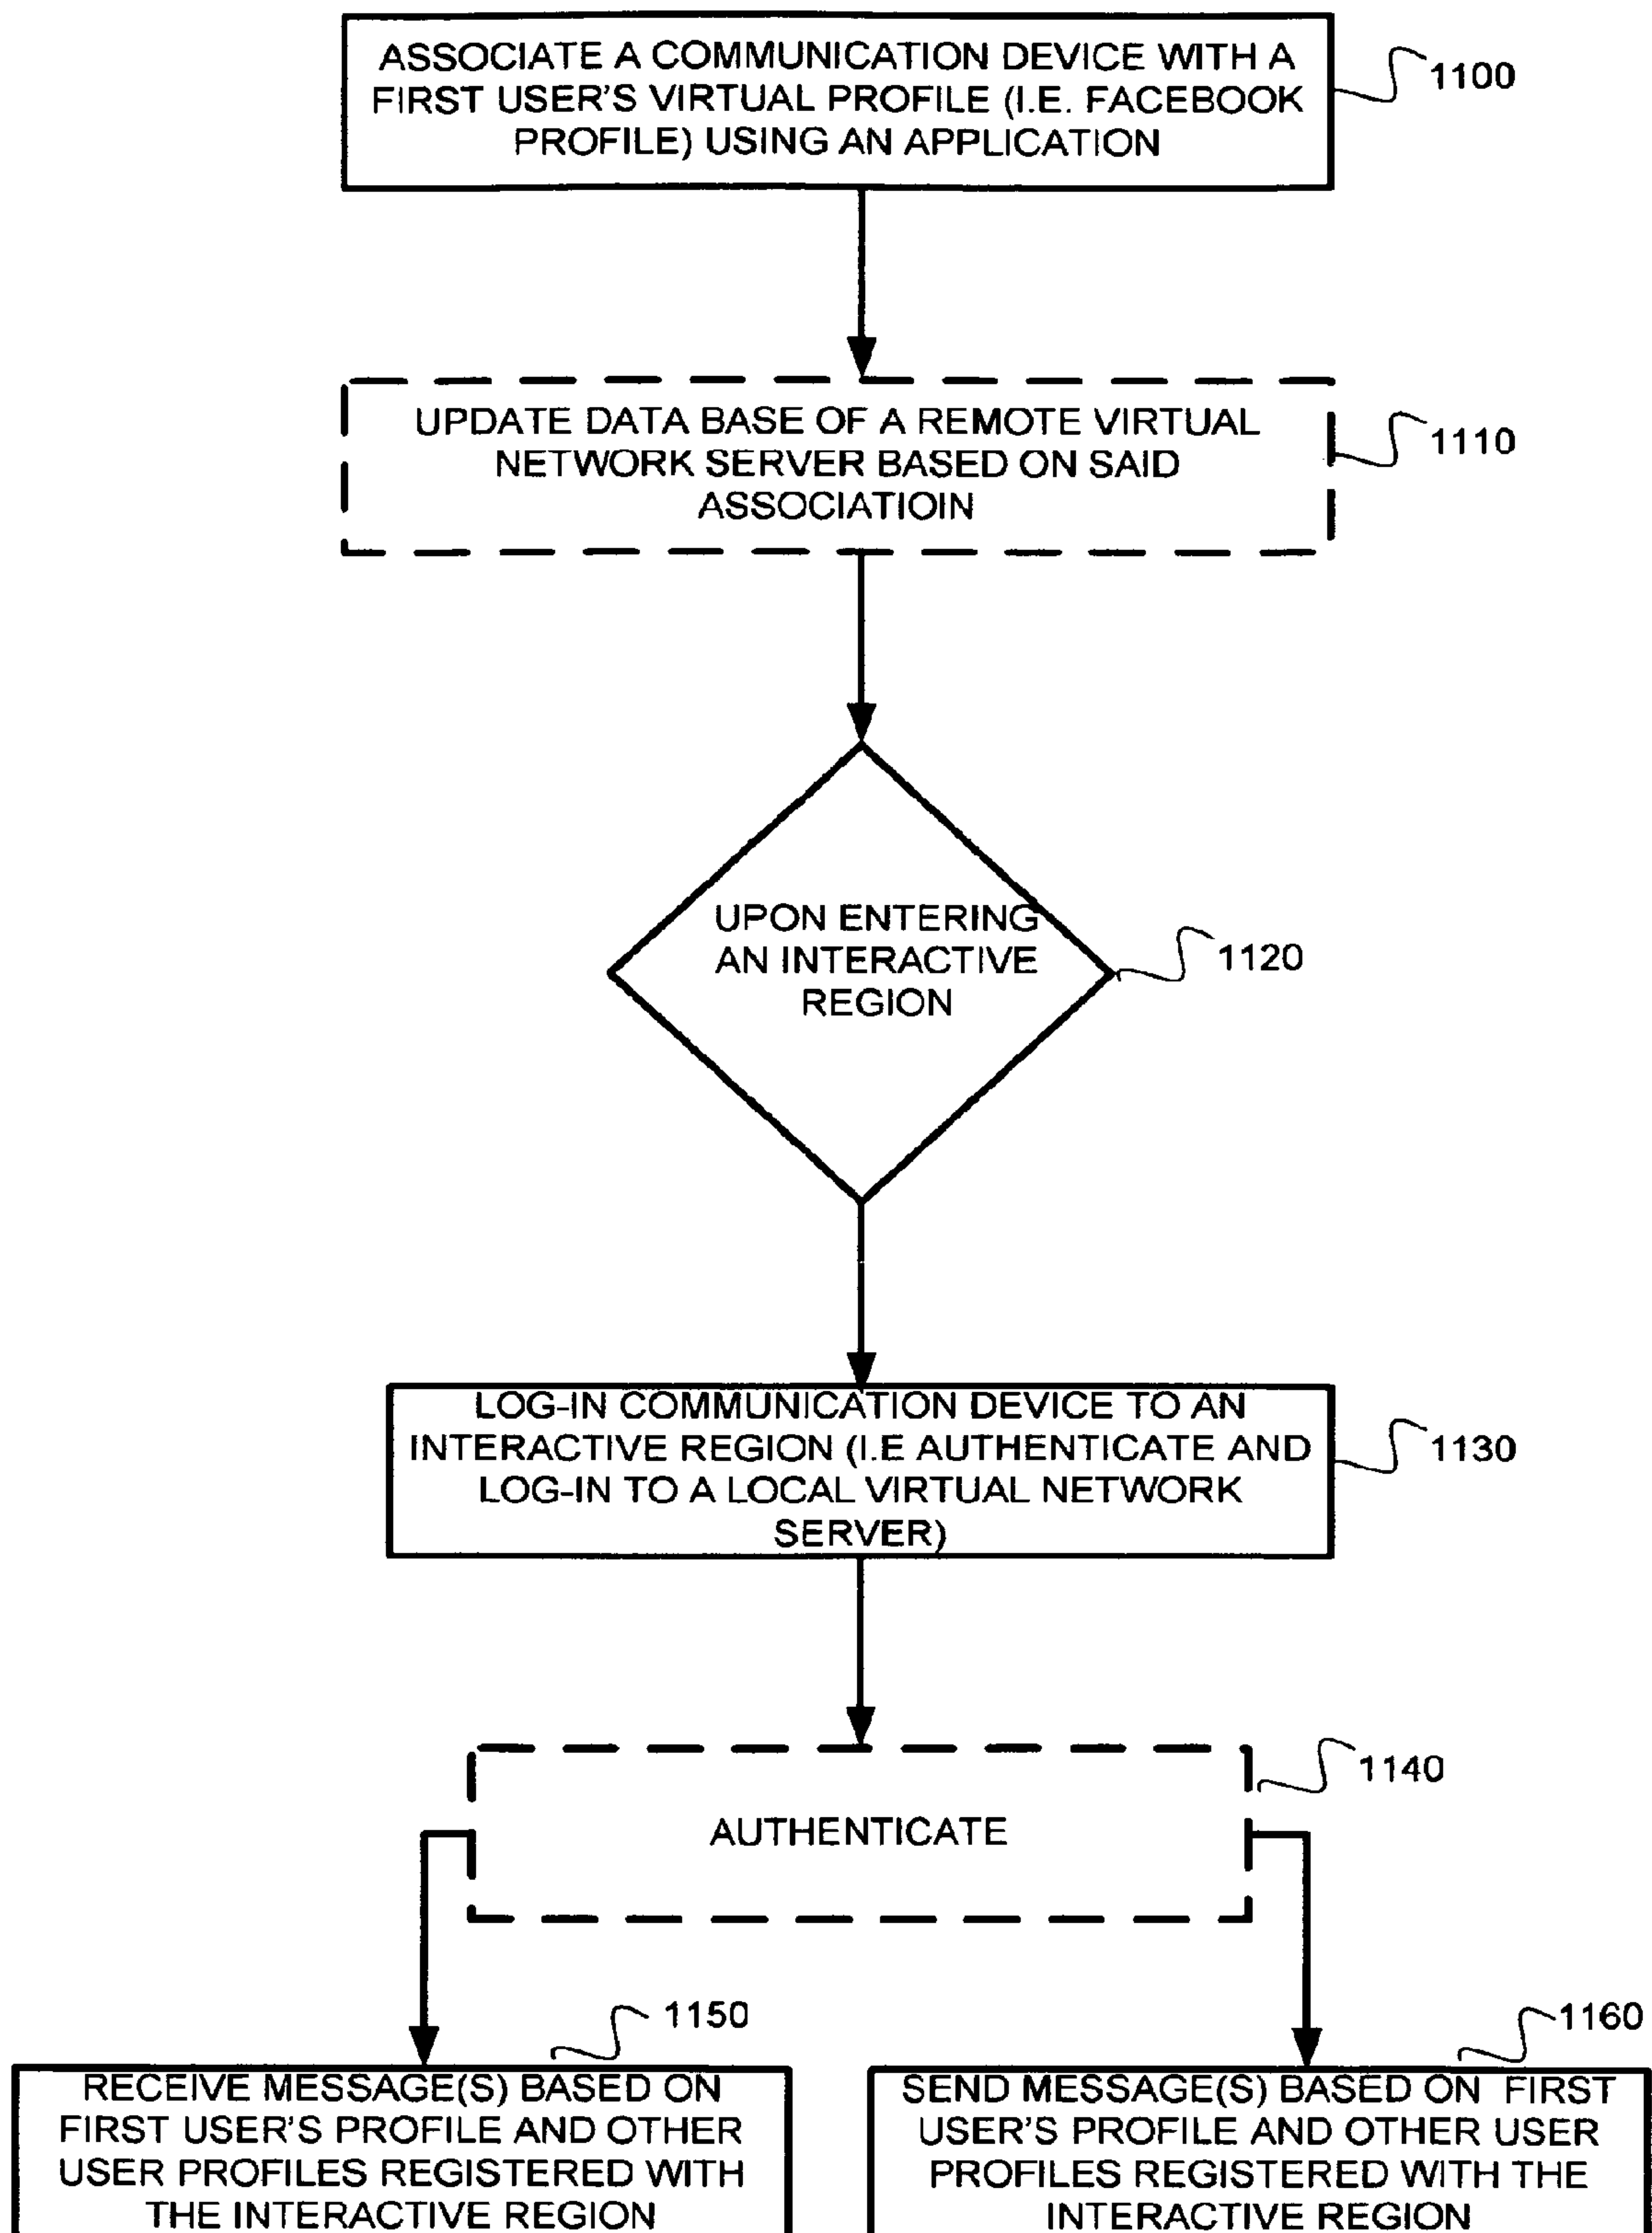 ASSOCIATE A COMMUNICATION DEVICE WITH A
FIRST USER'S VIRTUAL PROFILE (I.E. FACEBOOK
PROFILE) USING AN APPLICATION
1100
UPDATE DATA BASE OF A REMOTE VIRTUAL
NETWORK SERVER BASED ON SAID
ASSOCIATIOIN
1110
UPON ENTERING
AN INTERACTIVE
REGION
1120
LOG-IN COMMUNICATION DEVICE TO AN
INTERACTIVE REGION (I.E AUTHENTICATE AND
LOG-IN TO A LOCAL VIRTUAL NETWORK
SERVER)
1130
AUTHENTICATE
1140
1150
RECEIVE MESSAGE(S) BASED ON
FIRST USER'S PROFILE AND OTHER
USER PROFILES REGISTERED WITH
THE INTERACTIVE REGION
1160
SEND MESSAGE(S) BASED ON FIRST
USER'S PROFILE AND OTHER USER
PROFILES REGISTERED WITH THE
INTERACTIVE REGION